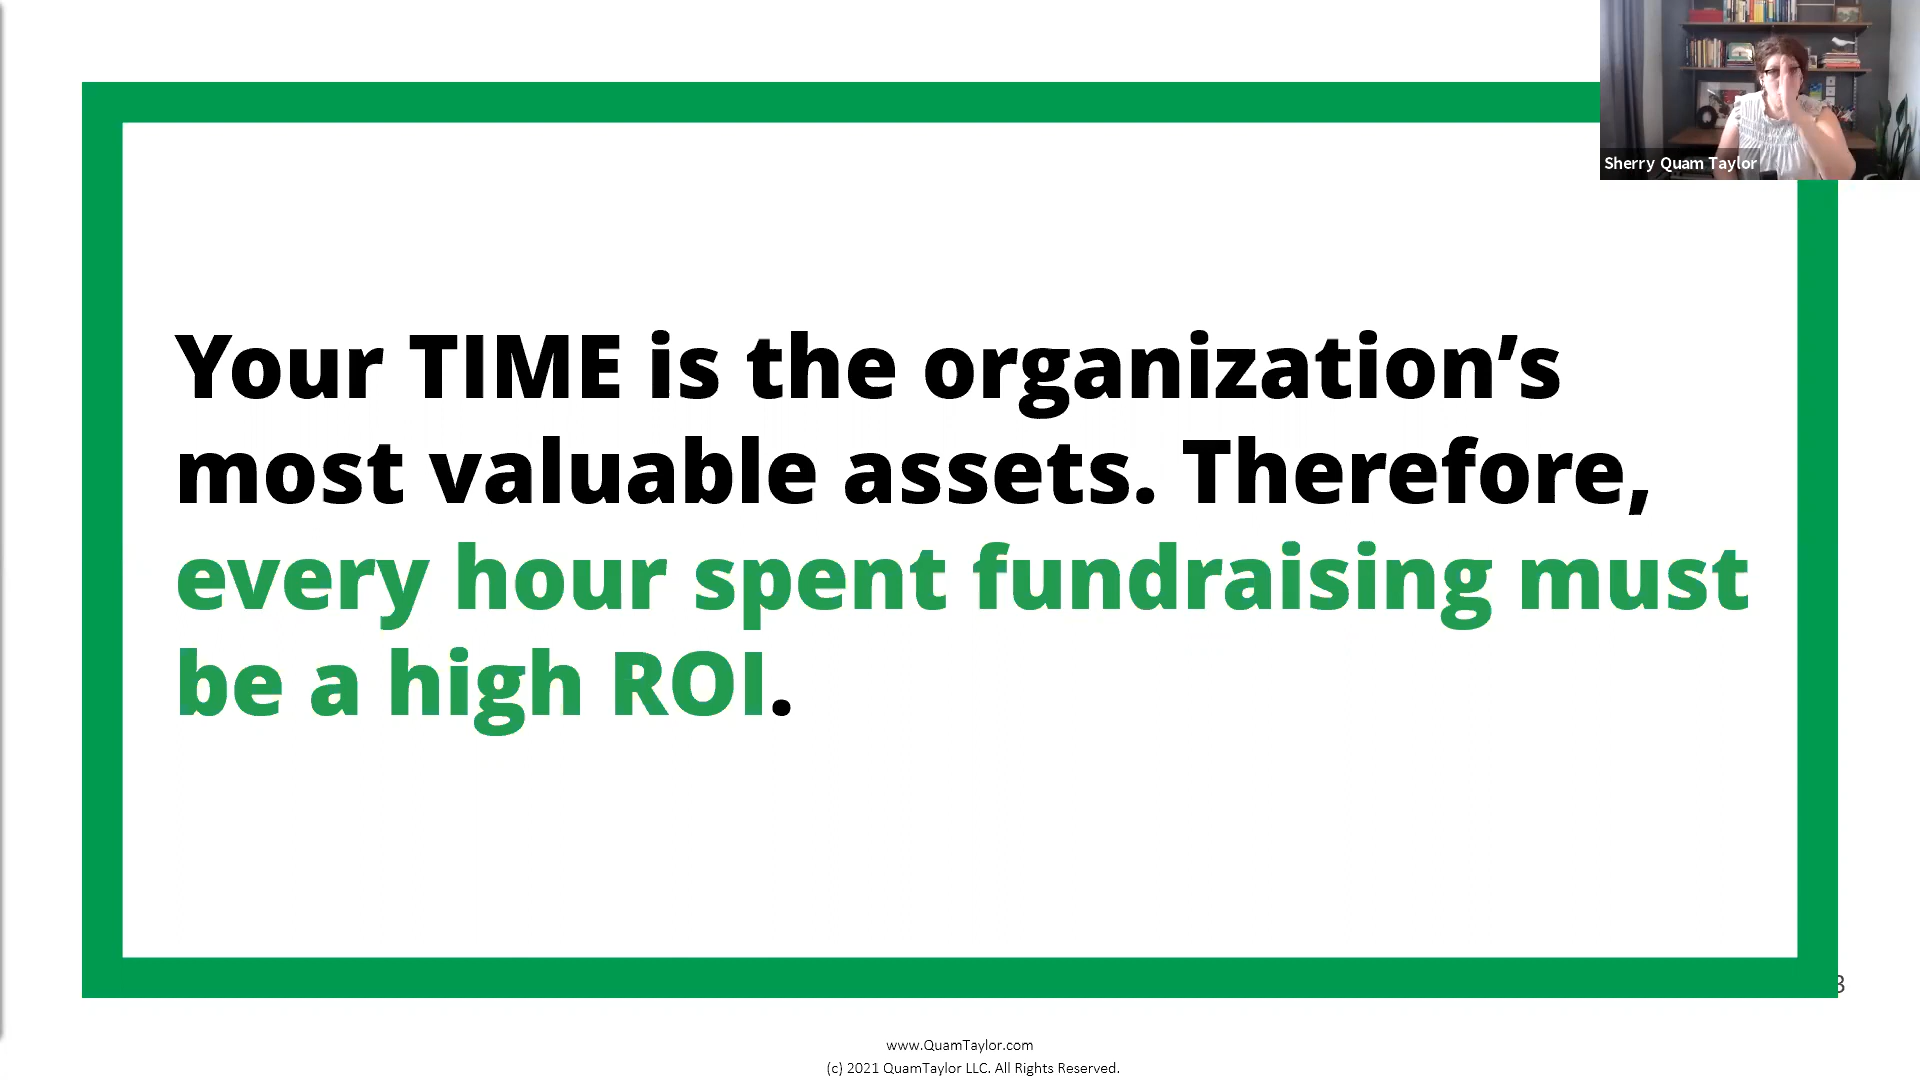 Sherry Quam Taylor
Your TIME is the organization’s
most valuable assets. Therefore,
every hour spent fundraising must
be a high ROI.
www.QuamTaylor.com
(c) 2021 QuamTaylor LLC. All Rights Reserved.